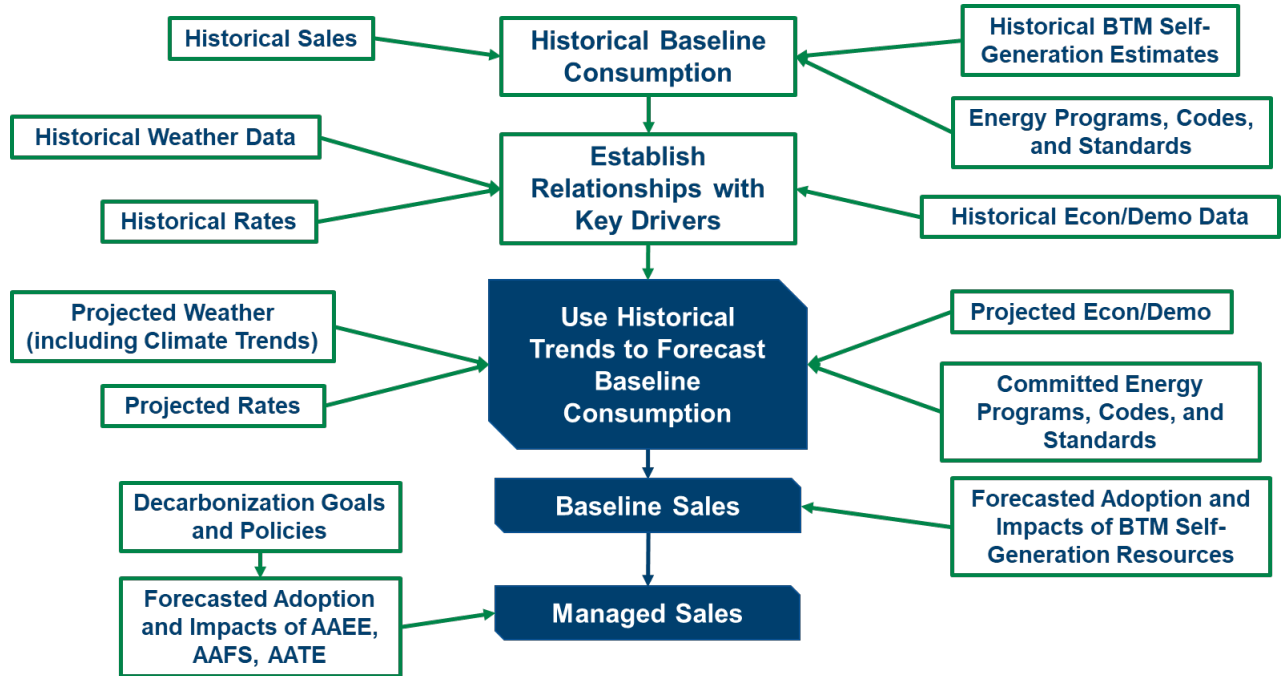 Historical Sales
Historical Baseline
Consumption
Historical BTM Self-
Generation Estimates
Energy Programs, Codes,
and Standards
Historical Weather Data
Historical Rates
Establish
Relationships with
Key Drivers
Historical Econ/Demo Data
Projected Weather
(including Climate Trends)
Projected Rates
Use Historical
Trends to Forecast
Baseline
Consumption
Projected Econ/Demo
Committed Energy
Programs, Codes, and
Standards
Baseline Sales
Forecasted Adoption and
Impacts of BTM Self-
Generation Resources
Decarbonization Goals
and Policies
Forecasted Adoption
and Impacts of AAEE,
AAFS, AATE
Managed Sales